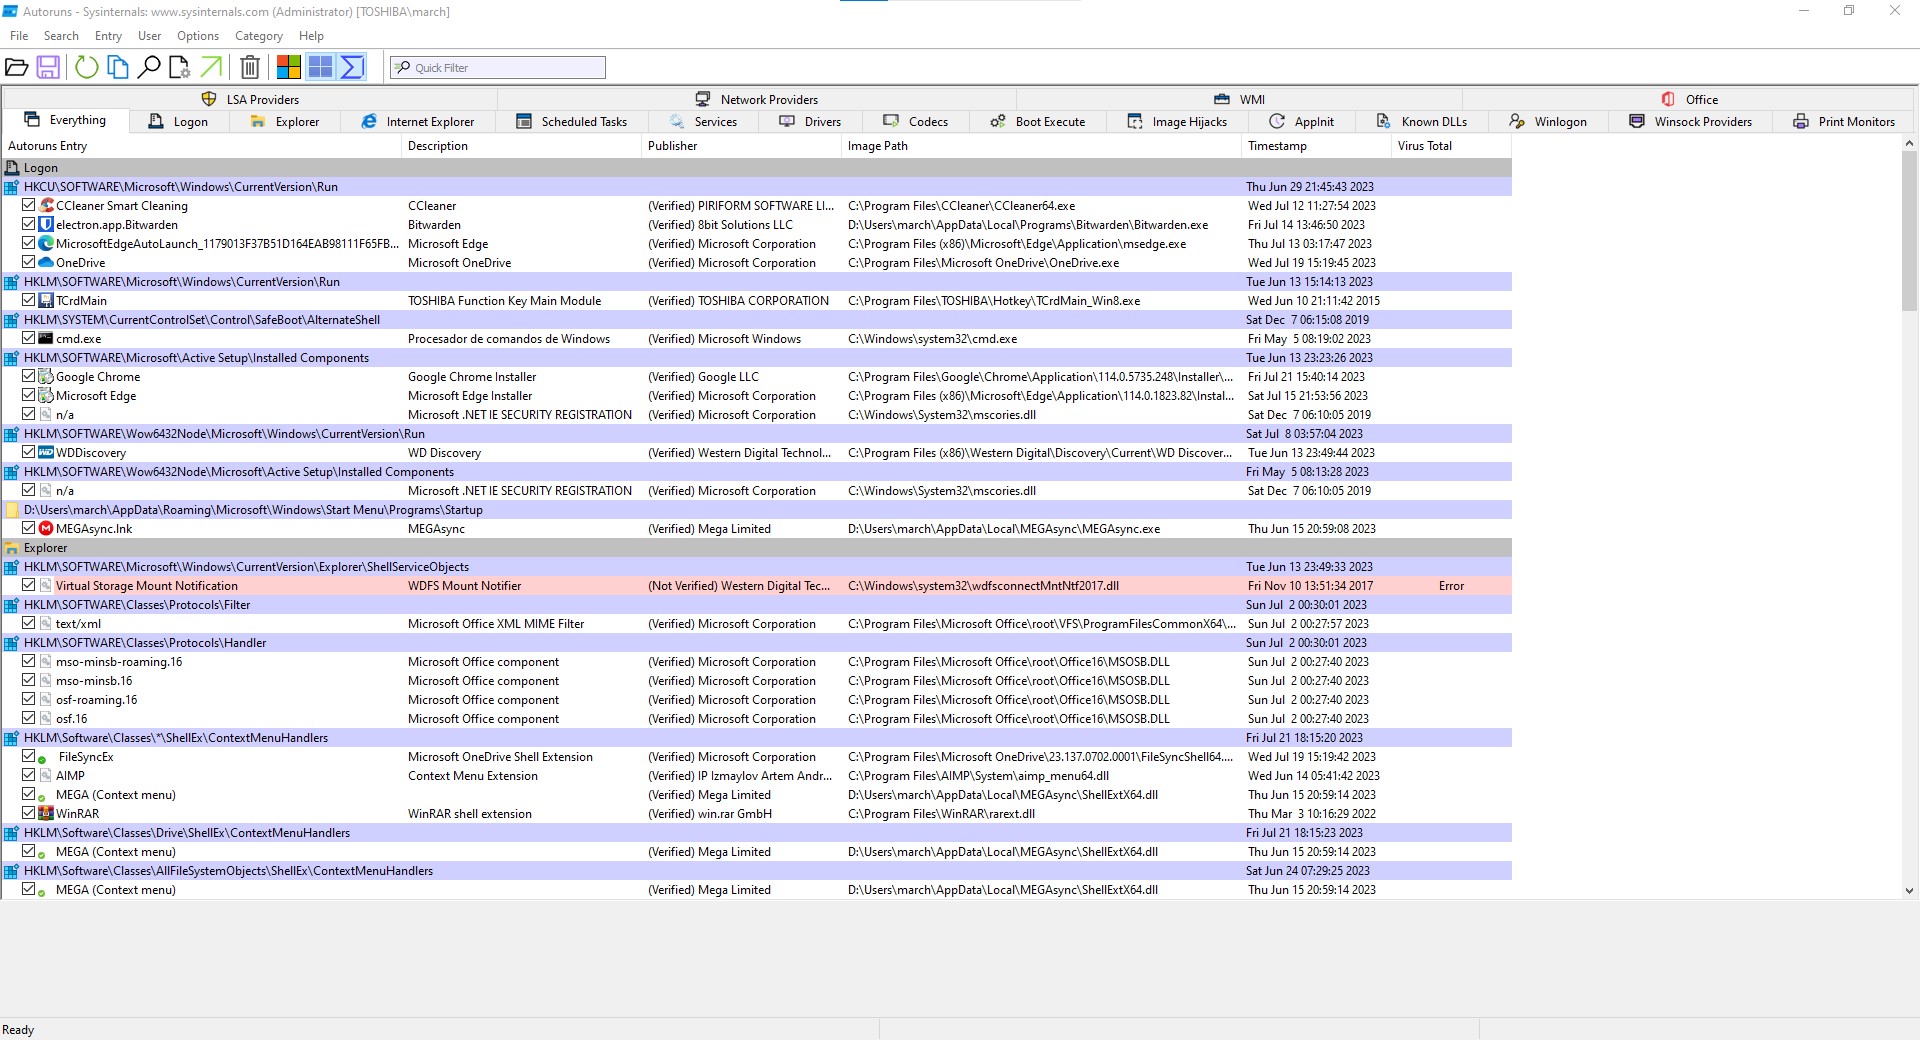 Autoruns - Sysinternals: www.sysinternals.com (Administrator) [TOSHIBA\march]
File Search Entry User Options Category Help
Quick Filter
LSA Providers Network Providers WMI Office
Everything Logon Explorer Internet Explorer Scheduled Tasks Services Drivers Codecs Boot Execute Image Hijacks AppInit Known DLLs Winlogon Winsock Providers Print Monitors
Autoruns Entry Description Publisher Image Path Timestamp Virus Total
Logon
HKCU\SOFTWARE\Microsoft\Windows\CurrentVersion\Run Thu Jun 29 21:45:43 2023
CCleaner Smart Cleaning CCleaner (Verified) PIRIFORM SOFTWARE LI... C:\Program Files\CCleaner\CCleaner64.exe Wed Jul 12 11:27:54 2023
electron.app.Bitwarden Bitwarden (Verified) 8bit Solutions LLC D:\Users\march\AppData\Local\Programs\Bitwarden\Bitwarden.exe Fri Jul 14 13:46:50 2023
MicrosoftEdgeAutoLaunch_1179013F37B51D164EAB98111F65FB... Microsoft Edge (Verified) Microsoft Corporation C:\Program Files (x86)\Microsoft\Edge\Application\msedge.exe Thu Jul 13 03:17:47 2023
OneDrive Microsoft OneDrive (Verified) Microsoft Corporation C:\Program Files\Microsoft OneDrive\OneDrive.exe Wed Jul 19 15:19:45 2023
HKLM\SOFTWARE\Microsoft\Windows\CurrentVersion\Run Tue Jun 13 15:14:13 2023
TCrdMain TOSHIBA Function Key Main Module (Verified) TOSHIBA CORPORATION C:\Program Files\TOSHIBA\Hotkey\TCrdMain_Win8.exe Wed Jun 10 21:11:42 2015
HKLM\SYSTEM\CurrentControlSet\Control\SafeBoot\AlternateShell Sat Dec 7 06:15:08 2019
cmd.exe Procesador de comandos de Windows (Verified) Microsoft Windows C:\Windows\system32\cmd.exe Fri May 5 08:19:02 2023
HKLM\SOFTWARE\Microsoft\Active Setup\Installed Components Tue Jun 13 23:23:26 2023
Google Chrome Google Chrome Installer (Verified) Google LLC C:\Program Files\Google\Chrome\Application\114.0.5735.248\Installer\... Fri Jul 21 15:40:14 2023
Microsoft Edge Microsoft Edge Installer (Verified) Microsoft Corporation C:\Program Files (x86)\Microsoft\Edge\Application\114.0.1823.82\Instal... Sat Jul 15 21:53:56 2023
n/a Microsoft .NET IE SECURITY REGISTRATION (Verified) Microsoft Corporation C:\Windows\System32\mscories.dll Sat Dec 7 06:10:05 2019
HKLM\SOFTWARE\Wow6432Node\Microsoft\Windows\CurrentVersion\Run Sat Jul 8 03:57:04 2023
WDDiscovery WD Discovery (Verified) Western Digital Technol... C:\Program Files (x86)\Western Digital\Discovery\Current\WD Discover... Tue Jun 13 23:49:44 2023
HKLM\SOFTWARE\Wow6432Node\Microsoft\Active Setup\Installed Components Fri May 5 08:13:28 2023
n/a Microsoft .NET IE SECURITY REGISTRATION (Verified) Microsoft Corporation C:\Windows\System32\mscories.dll Sat Dec 7 06:10:05 2019
D:\Users\march\AppData\Roaming\Microsoft\Windows\Start Menu\Programs\Startup
MEGAsync.lnk MEGAsync (Verified) Mega Limited D:\Users\march\AppData\Local\MEGAsync\MEGAsync.exe Thu Jun 15 20:59:08 2023
Explorer
HKLM\SOFTWARE\Microsoft\Windows\CurrentVersion\Explorer\ShellServiceObjects Tue Jun 13 23:49:33 2023
Virtual Storage Mount Notification WDFS Mount Notifier (Not Verified) Western Digital Tec... C:\Windows\system32\wdfsconnectMntNtf2017.dll Fri Nov 10 13:51:34 2017 Error
HKLM\SOFTWARE\Classes\Protocols\Filter Sun Jul 2 00:30:01 2023
text/xml Microsoft Office XML MIME Filter (Verified) Microsoft Corporation C:\Program Files\Microsoft Office\root\VFS\ProgramFilesCommonX64\... Sun Jul 2 00:27:57 2023
HKLM\SOFTWARE\Classes\Protocols\Handler Sun Jul 2 00:30:01 2023
mso-minsb-roaming.16 Microsoft Office component (Verified) Microsoft Corporation C:\Program Files\Microsoft Office\root\Office16\MSOSB.DLL Sun Jul 2 00:27:40 2023
mso-minsb.16 Microsoft Office component (Verified) Microsoft Corporation C:\Program Files\Microsoft Office\root\Office16\MSOSB.DLL Sun Jul 2 00:27:40 2023
osf-roaming.16 Microsoft Office component (Verified) Microsoft Corporation C:\Program Files\Microsoft Office\root\Office16\MSOSB.DLL Sun Jul 2 00:27:40 2023
osf.16 Microsoft Office component (Verified) Microsoft Corporation C:\Program Files\Microsoft Office\root\Office16\MSOSB.DLL Sun Jul 2 00:27:40 2023
HKLM\Software\Classes\*\ShellEx\ContextMenuHandlers Fri Jul 21 18:15:20 2023
FileSyncEx Microsoft OneDrive Shell Extension (Verified) Microsoft Corporation C:\Program Files\Microsoft OneDrive\23.137.0702.0001\FileSyncShell64.... Wed Jul 19 15:19:42 2023
AIMP Context Menu Extension (Verified) IP Izmaylov Artem Andr... C:\Program Files\AIMP\System\aimp_menu64.dll Wed Jun 14 05:41:42 2023
MEGA (Context menu) (Verified) Mega Limited D:\Users\march\AppData\Local\MEGAsync\ShellExtX64.dll Thu Jun 15 20:59:14 2023
WinRAR WinRAR shell extension (Verified) win.rar GmbH C:\Program Files\WinRAR\rarext.dll Thu Mar 3 10:16:29 2022
HKLM\Software\Classes\Drive\ShellEx\ContextMenuHandlers Fri Jul 21 18:15:23 2023
MEGA (Context menu) (Verified) Mega Limited D:\Users\march\AppData\Local\MEGAsync\ShellExtX64.dll Thu Jun 15 20:59:14 2023
HKLM\Software\Classes\AllFileSystemObjects\ShellEx\ContextMenuHandlers Sat Jun 24 07:29:25 2023
MEGA (Context menu) (Verified) Mega Limited D:\Users\march\AppData\Local\MEGAsync\ShellExtX64.dll Thu Jun 15 20:59:14 2023
Ready